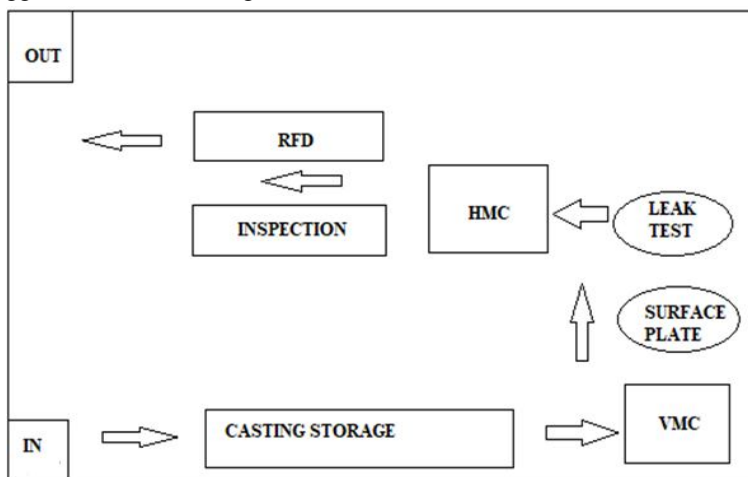 OUT
RFD
INSPECTION
HMC
LEAK
TEST
SURFACE
PLATE
IN
CASTING STORAGE
VMC